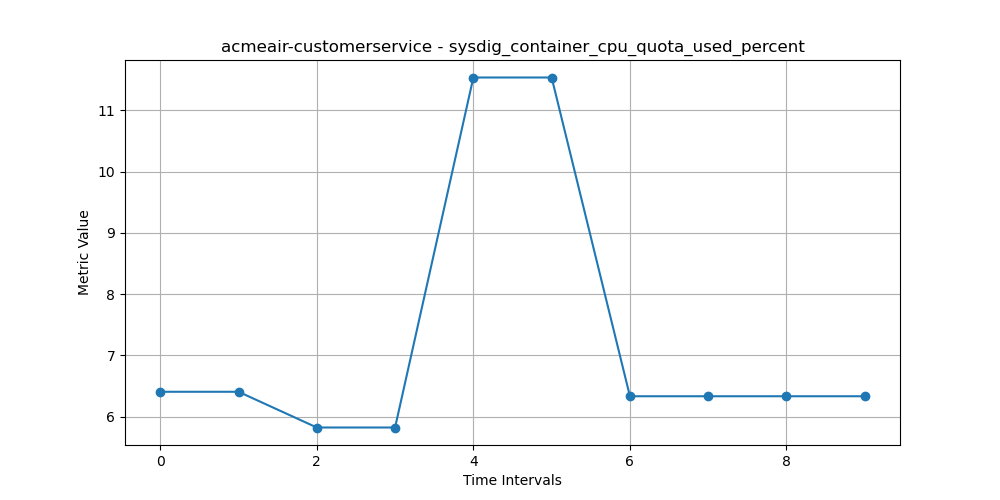 acmeair-customerservice - sysdig_container_cpu_quota_used_percent
Metric Value
11
10
9
8
7
6
0 2 4 6 8
Time Intervals